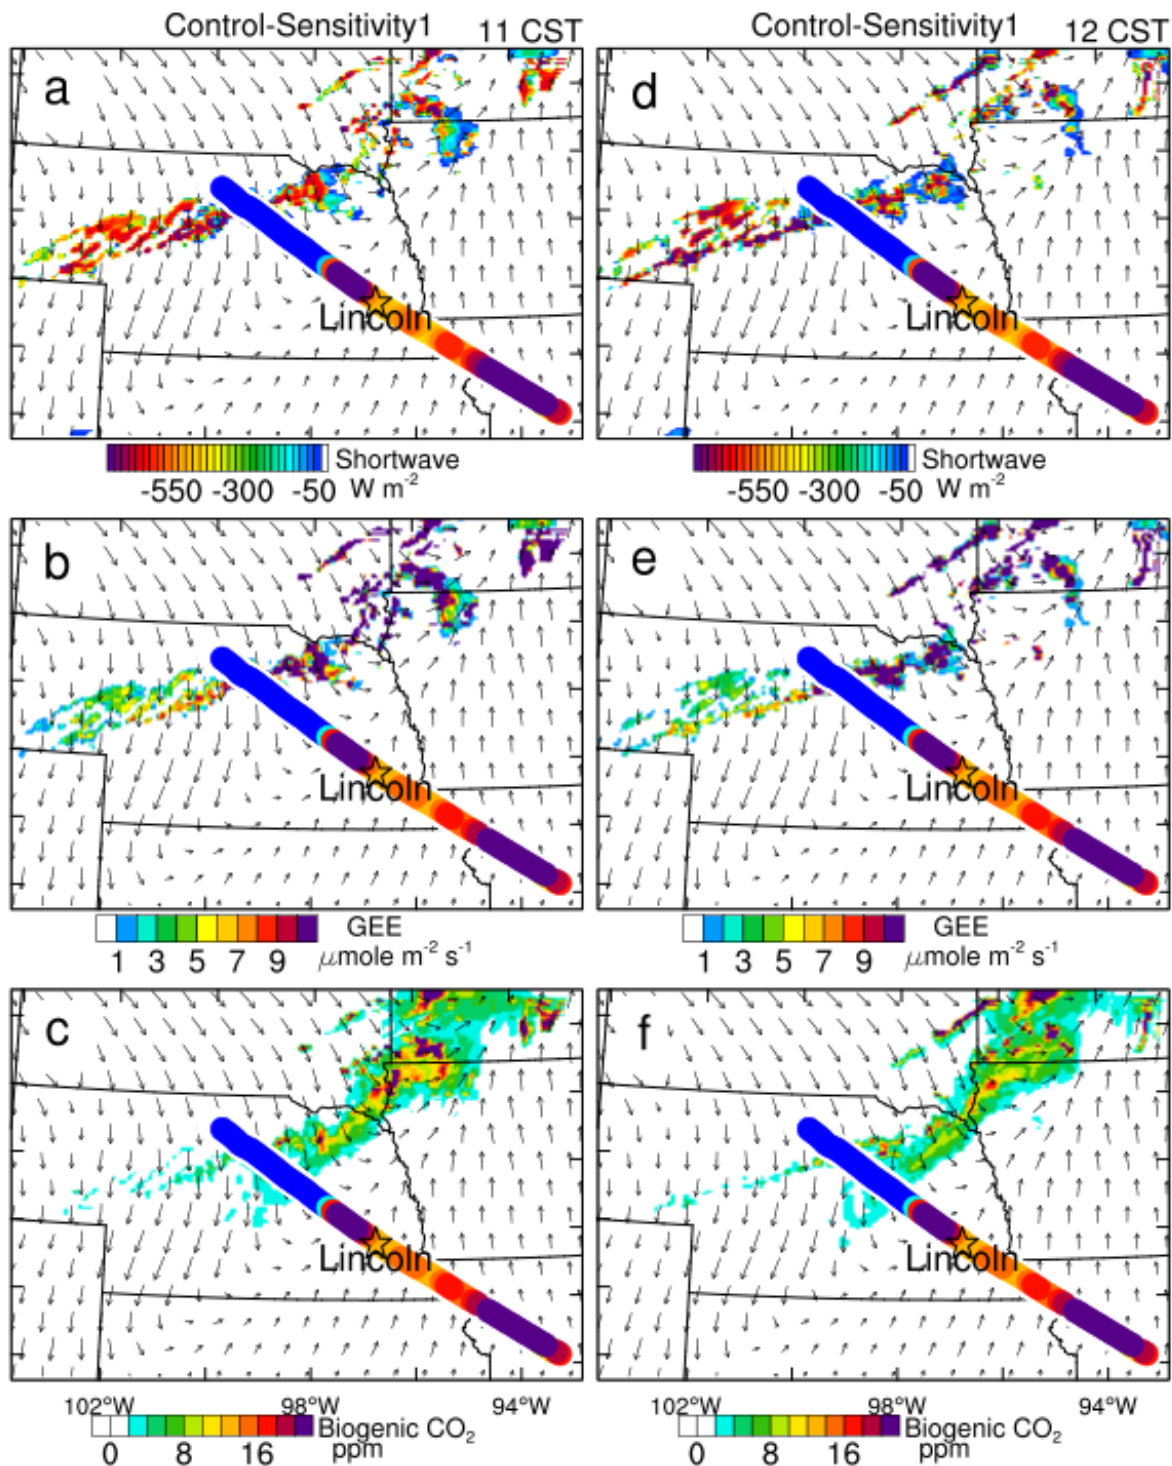 Control-Sensitivity1 11 CST
Control-Sensitivity1 12 CST
a
Lincoln
d
Lincoln
Shortwave
-550 -300 -50 W m-2
Shortwave
-550 -300 -50 W m-2
b
Lincoln
e
Lincoln
GEE
1 3 5 7 9 μmole m-2 s-1
GEE
1 3 5 7 9 μmole m-2 s-1
c
Lincoln
f
Lincoln
102°W 98°W 94°W
102°W 98°W 94°W
Biogenic CO2
0 8 16 ppm
Biogenic CO2
0 8 16 ppm